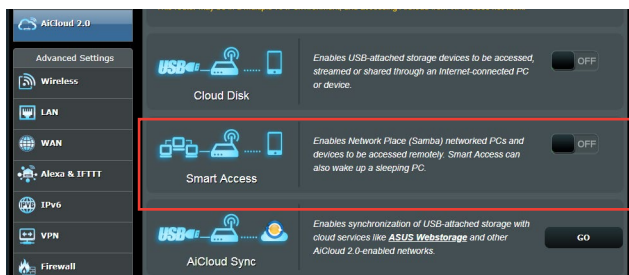 AiCloud 2.0
Advanced Settings
Wireless
LAN
WAN
Alexa & IFTTT
IPv6
VPN
Firewall
USB
Cloud Disk
Enables USB-attached storage devices to be accessed,
streamed or shared through an Internet-connected PC
or device.
OFF
Smart Access
Enables Network Place (Samba) networked PCs and
devices to be accessed remotely. Smart Access can
also wake up a sleeping PC.
OFF
USB
AiCloud Sync
Enables synchronization of USB-attached storage with
cloud services like ASUS Webstorage and other
AiCloud 2.0-enabled networks.
GO